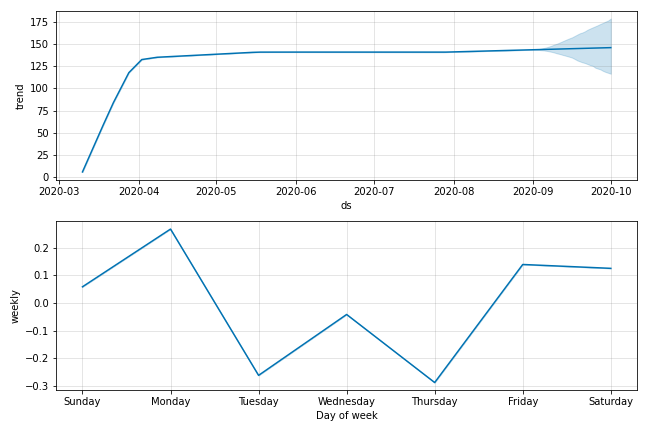 175
150
125
100
75
50
25
0
trend
2020-03 2020-04 2020-05 2020-06 2020-07 2020-08 2020-09 2020-10
ds
0.2
0.1
0.0
−0.1
−0.2
−0.3
weekly
Sunday Monday Tuesday Wednesday Thursday Friday Saturday
Day of week